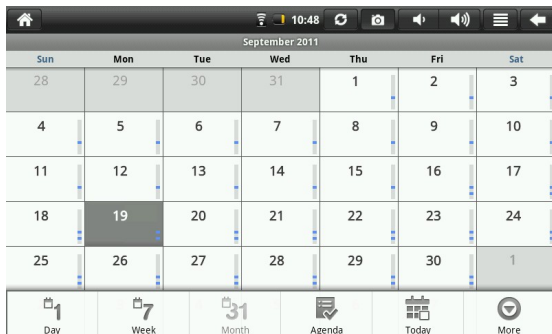 10:48
September 2011
Sun Mon Tue Wed Thu Fri Sat
28 29 30 31 1 2 3
4 5 6 7 8 9 10
11 12 13 14 15 16 17
18 19 20 21 22 23 24
25 26 27 28 29 30 1
1 7 31
Day Week Month Agenda Today More